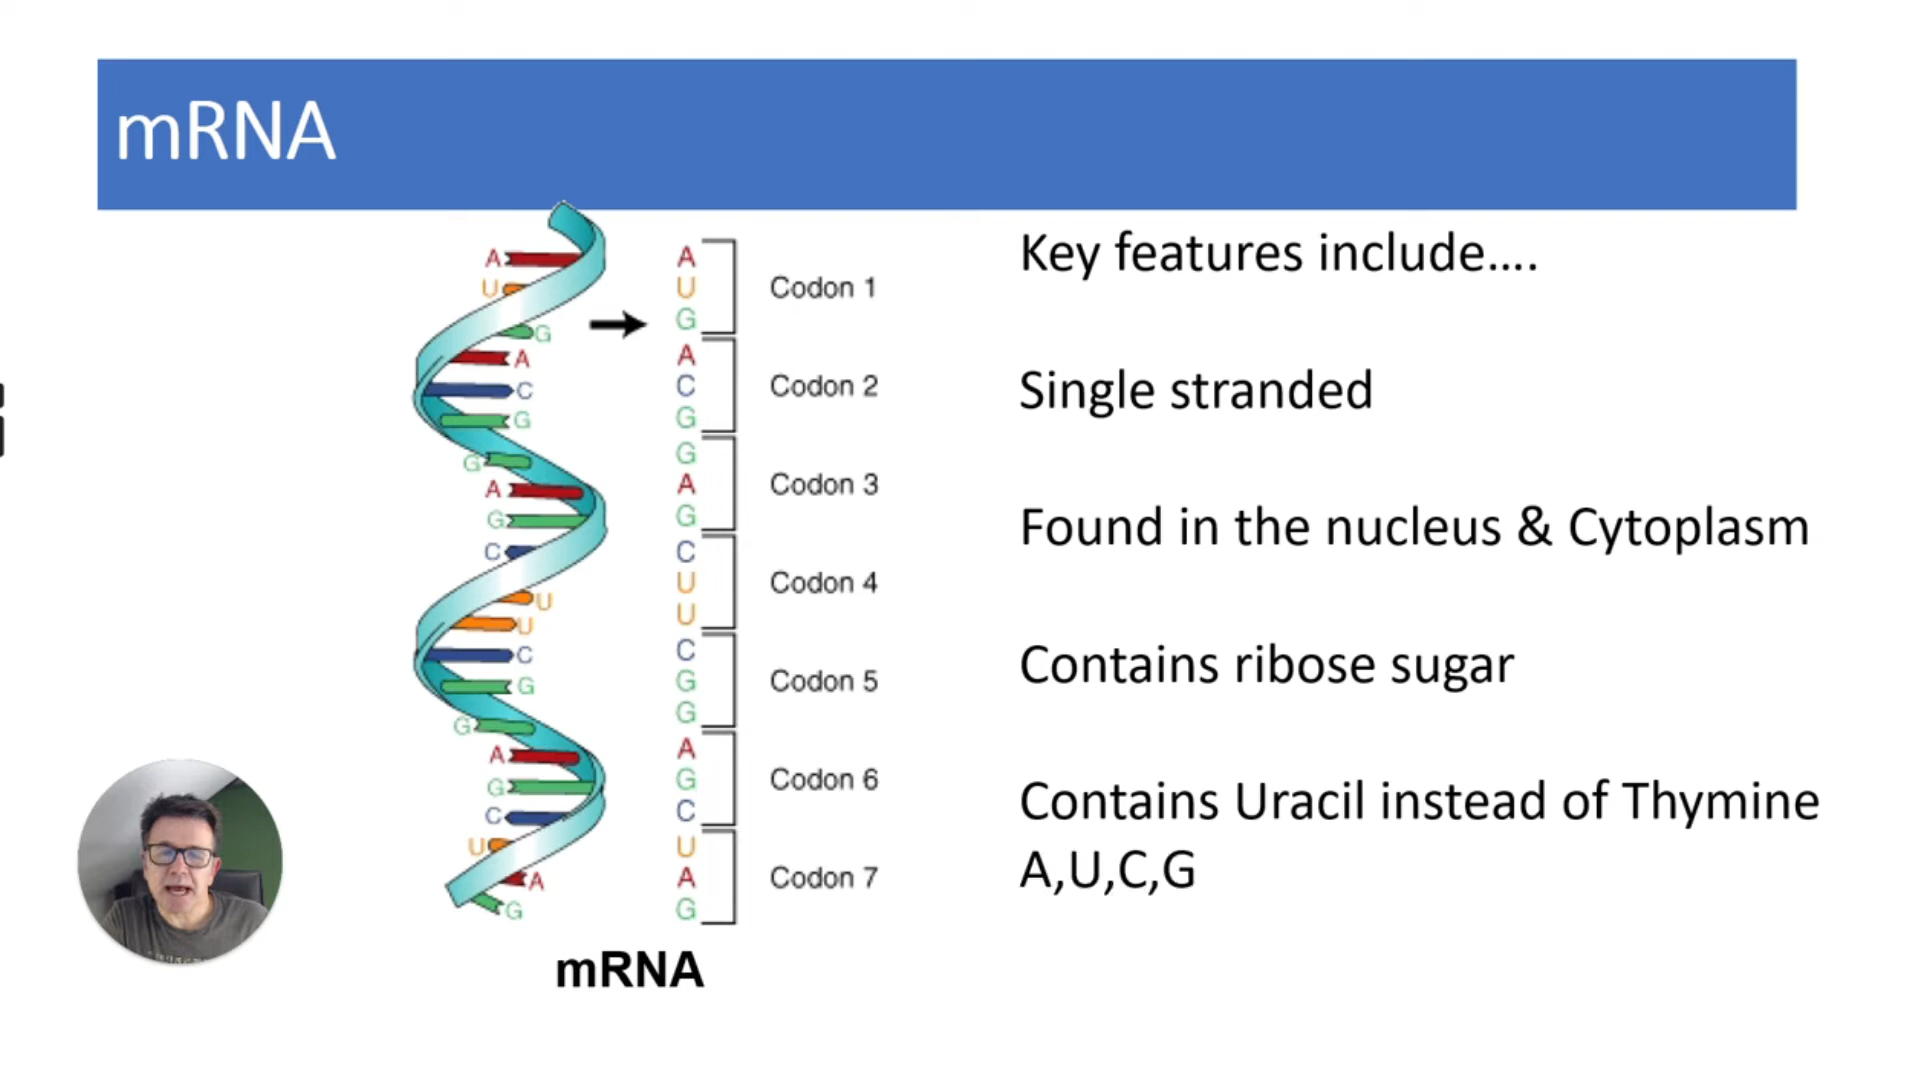 mRNA
A
U
G
A
C
G
G
A
G
C
U
U
C
G
G
A
G
C
U
A
G
A
U
G
Codon 1
A
C
G
Codon 2
G
A
G
Codon 3
C
U
U
Codon 4
C
G
G
Codon 5
A
G
C
Codon 6
U
A
G
Codon 7
mRNA
Key features include....
Single stranded
Found in the nucleus & Cytoplasm
Contains ribose sugar
Contains Uracil instead of Thymine
A,U,C,G